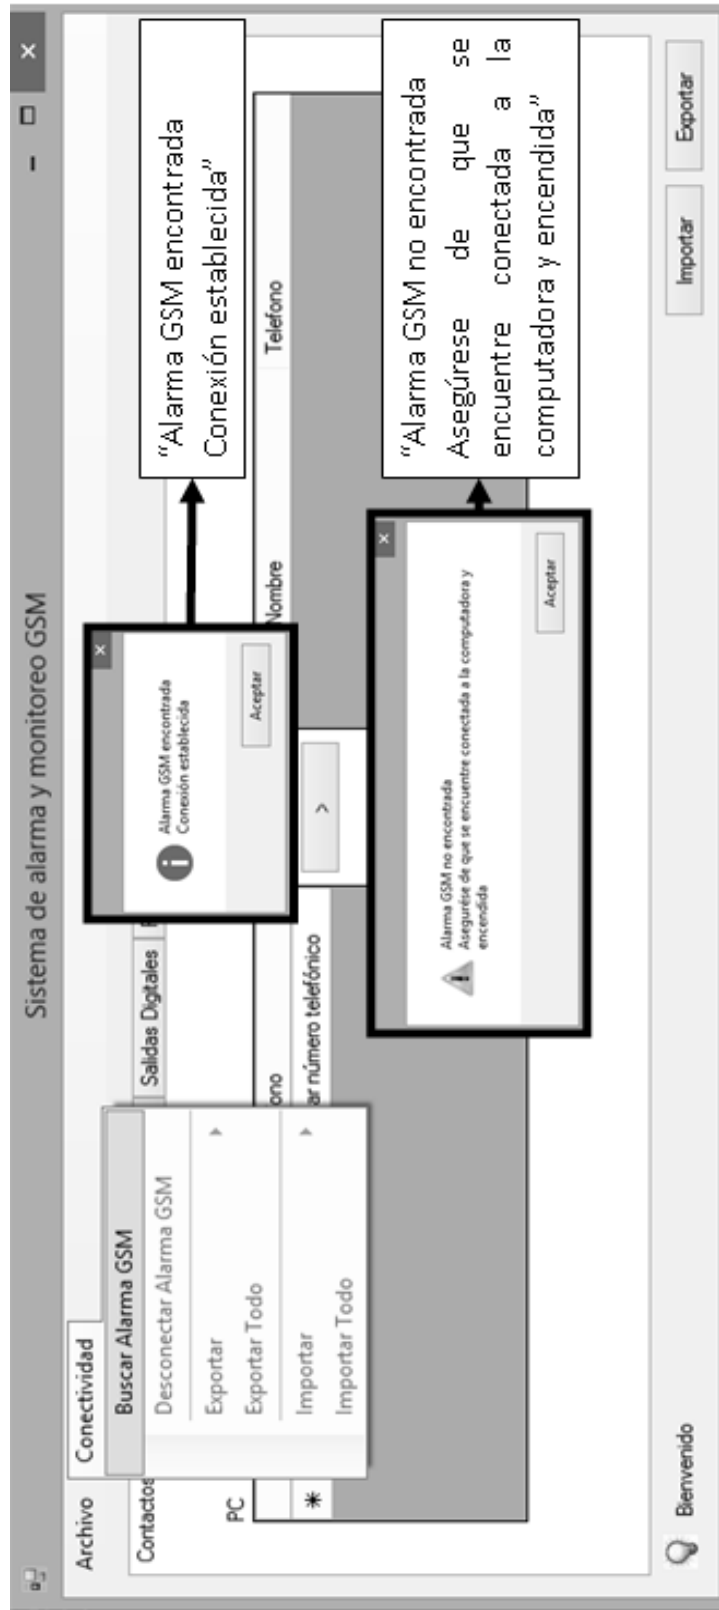 Sistema de alarma y monitoreo GSM
Archivo Conectividad
Buscar Alarma GSM
Desconectar Alarma GSM
Exportar
Exportar Todo
Importar
Importar Todo
Contactos
Salidas Digitales
PC
ono
ar número telefónico
>
Nombre
Telefono
Alarma GSM encontrada
Conexión establecida
Aceptar
“Alarma GSM encontrada
Conexión establecida”
Alarma GSM no encontrada
Asegurése de que se encuentre conectada a la computadora y
encendida
Aceptar
“Alarma GSM no encontrada
Asegúrese de que se
encuentre conectada a la
computadora y encendida”
Bienvenido
Importar Exportar